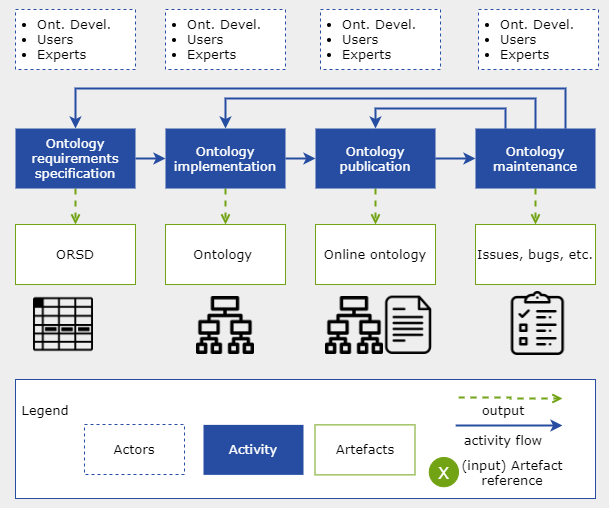 • Ont. Devel.
• Users
• Experts
• Ont. Devel.
• Users
• Experts
• Ont. Devel.
• Users
• Experts
• Ont. Devel.
• Users
• Experts
Ontology
requirements
specification
Ontology
implementation
Ontology
publication
Ontology
maintenance
ORSD
Ontology
Online ontology
Issues, bugs, etc.
Legend
Actors
Activity
Artefacts
output
activity flow
X
(input) Artefact
reference